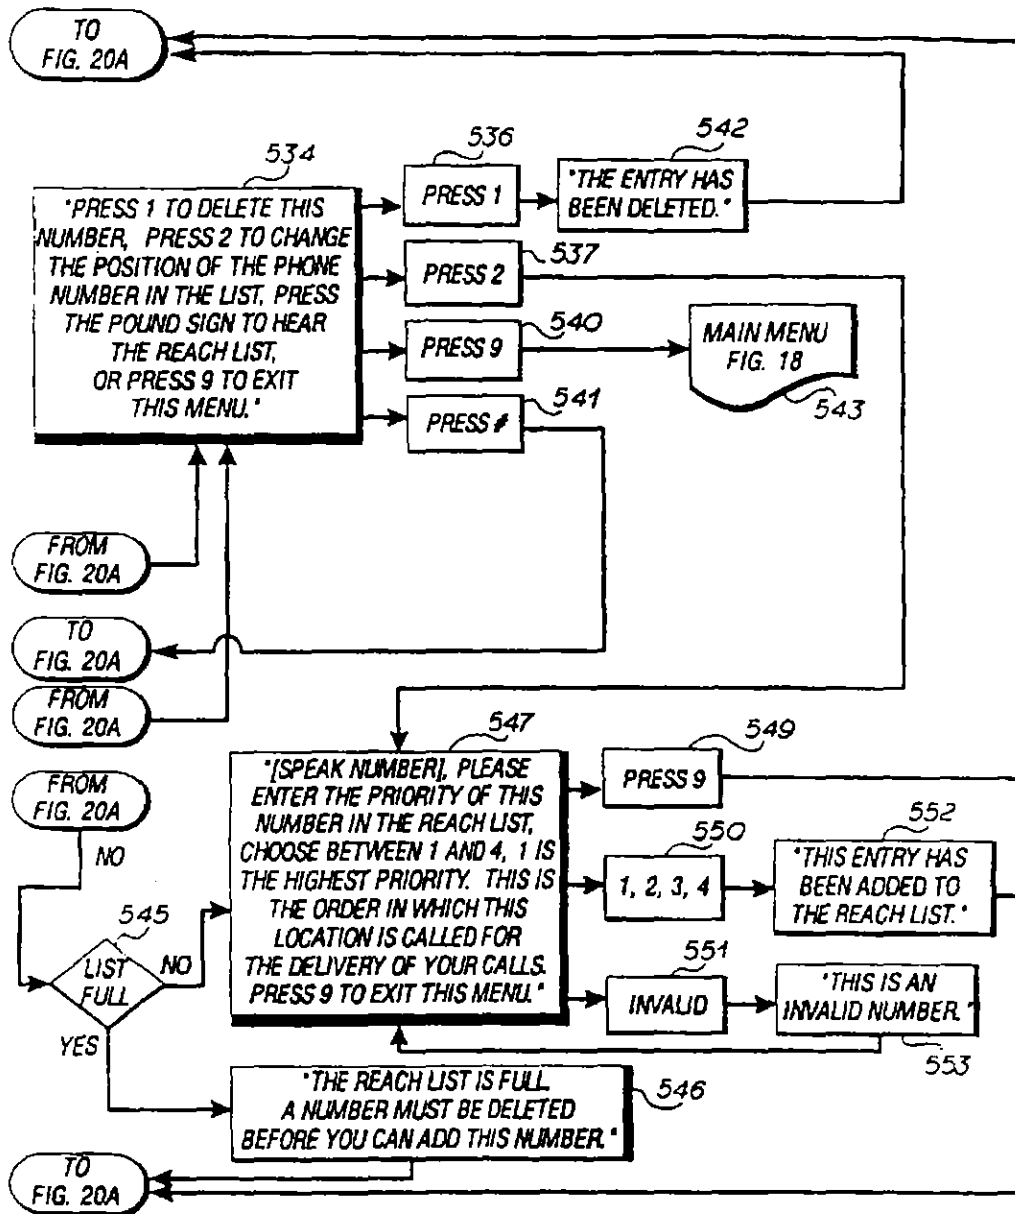 TO
FIG. 20A
534
"PRESS 1 TO DELETE THIS
NUMBER, PRESS 2 TO CHANGE
THE POSITION OF THE PHONE
NUMBER IN THE LIST, PRESS
THE POUND SIGN TO HEAR
THE REACH LIST,
OR PRESS 9 TO EXIT
THIS MENU."
536
PRESS 1
542
"THE ENTRY HAS
BEEN DELETED."
537
PRESS 2
540
PRESS 9
MAIN MENU
FIG. 18
543
541
PRESS #
FROM
FIG. 20A
TO
FIG. 20A
FROM
FIG. 20A
FROM
FIG. 20A
NO
545
LIST
FULL
NO
YES
547
"[SPEAK NUMBER], PLEASE
ENTER THE PRIORITY OF THIS
NUMBER IN THE REACH LIST,
CHOOSE BETWEEN 1 AND 4, 1 IS
THE HIGHEST PRIORITY. THIS IS
THE ORDER IN WHICH THIS
LOCATION IS CALLED FOR
THE DELIVERY OF YOUR CALLS.
PRESS 9 TO EXIT THIS MENU."
549
PRESS 9
550
1, 2, 3, 4
552
"THIS ENTRY HAS
BEEN ADDED TO
THE REACH LIST."
551
INVALID
"THIS IS AN
INVALID NUMBER."
553
"THE REACH LIST IS FULL
A NUMBER MUST BE DELETED
BEFORE YOU CAN ADD THIS NUMBER."
546
TO
FIG. 20A